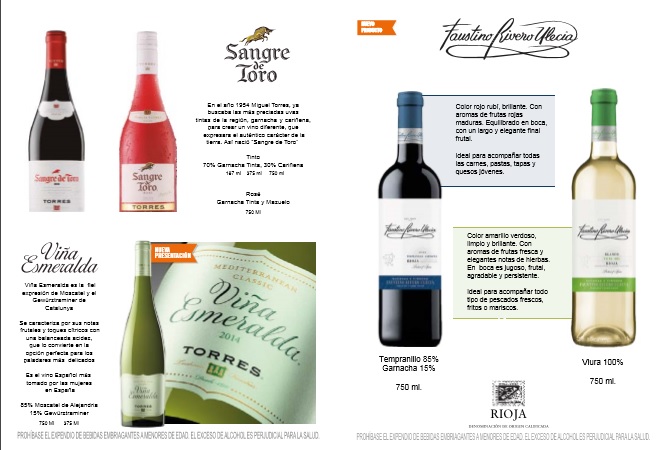 Sangre
de
Toro
En el año 1954 Miguel Torres, ya
buscaba las más preciadas uvas
tintas de la región, garnacha y cariñena,
para crear un vino diferente, que
expresara el auténtico carácter de la
tierra. Así nació "Sangre de Toro"
Tinto
70% Garnacha Tinta, 30% Cariñena
187 ml 375 ml 750 ml
Rosé
Garnacha Tinta y Mazuelo
750 Ml
Sangre de Toro
TORRES
Sangre
de
Toro
TORRES
Viña
Esmeralda
Viña Esmeralda es la fiel
expresión de Moscatel y el
Gewürztraminer de
Catalunya
Se caracteriza por sus notas
frutales y toques cítricos con
una balanceada acides,
que lo convierte en la
opción perfecta para los
paladares más delicados
Es el vino Español más
tomado por las mujeres
en España
85% Moscatel de Alejandría
15% Gewürztraminer
750 Ml 375 Ml
NUEVA
PRESENTACIÓN
MEDITERRANEAN
CLASSIC
Viña
Esmeralda
2014
TORRES
Viña
Esmeralda
PROHÍBASE EL EXPENDIO DE BEBIDAS EMBRIAGANTES A MENORES DE EDAD. EL EXCESO DE ALCOHOL ES PERJUDICIAL PARA LA SALUD.
NUEVO
PRODUCTO
Faustino Rivero Ulecia
Color rojo rubí, brillante. Con
aromas de frutas rojas
maduras. Equilibrado en boca,
con un largo y elegante final
frutal.
Ideal para acompañar todas
las carnes, pastas, tapas y
quesos jóvenes.
Faustino Rivero Ulecia
Color amarillo verdoso,
limpio y brillante. Con
aromas de frutas fresca y
elegantes notas de hierbas.
En boca es jugoso, frutal,
agradable y persistente.
Ideal para acompañar todo
tipo de pescados frescos,
fritos o mariscos.
Faustino Rivero Ulecia
Tempranillo 85%
Garnacha 15%
750 ml.
Viura 100%
750 ml.
RIOJA
DENOMINACIÓN DE ORIGEN CALIFICADA
PROHÍBASE EL EXPENDIO DE BEBIDAS EMBRIAGANTES A MENORES DE EDAD. EL EXCESO DE ALCOHOL ES PERJUDICIAL PARA LA SALUD.